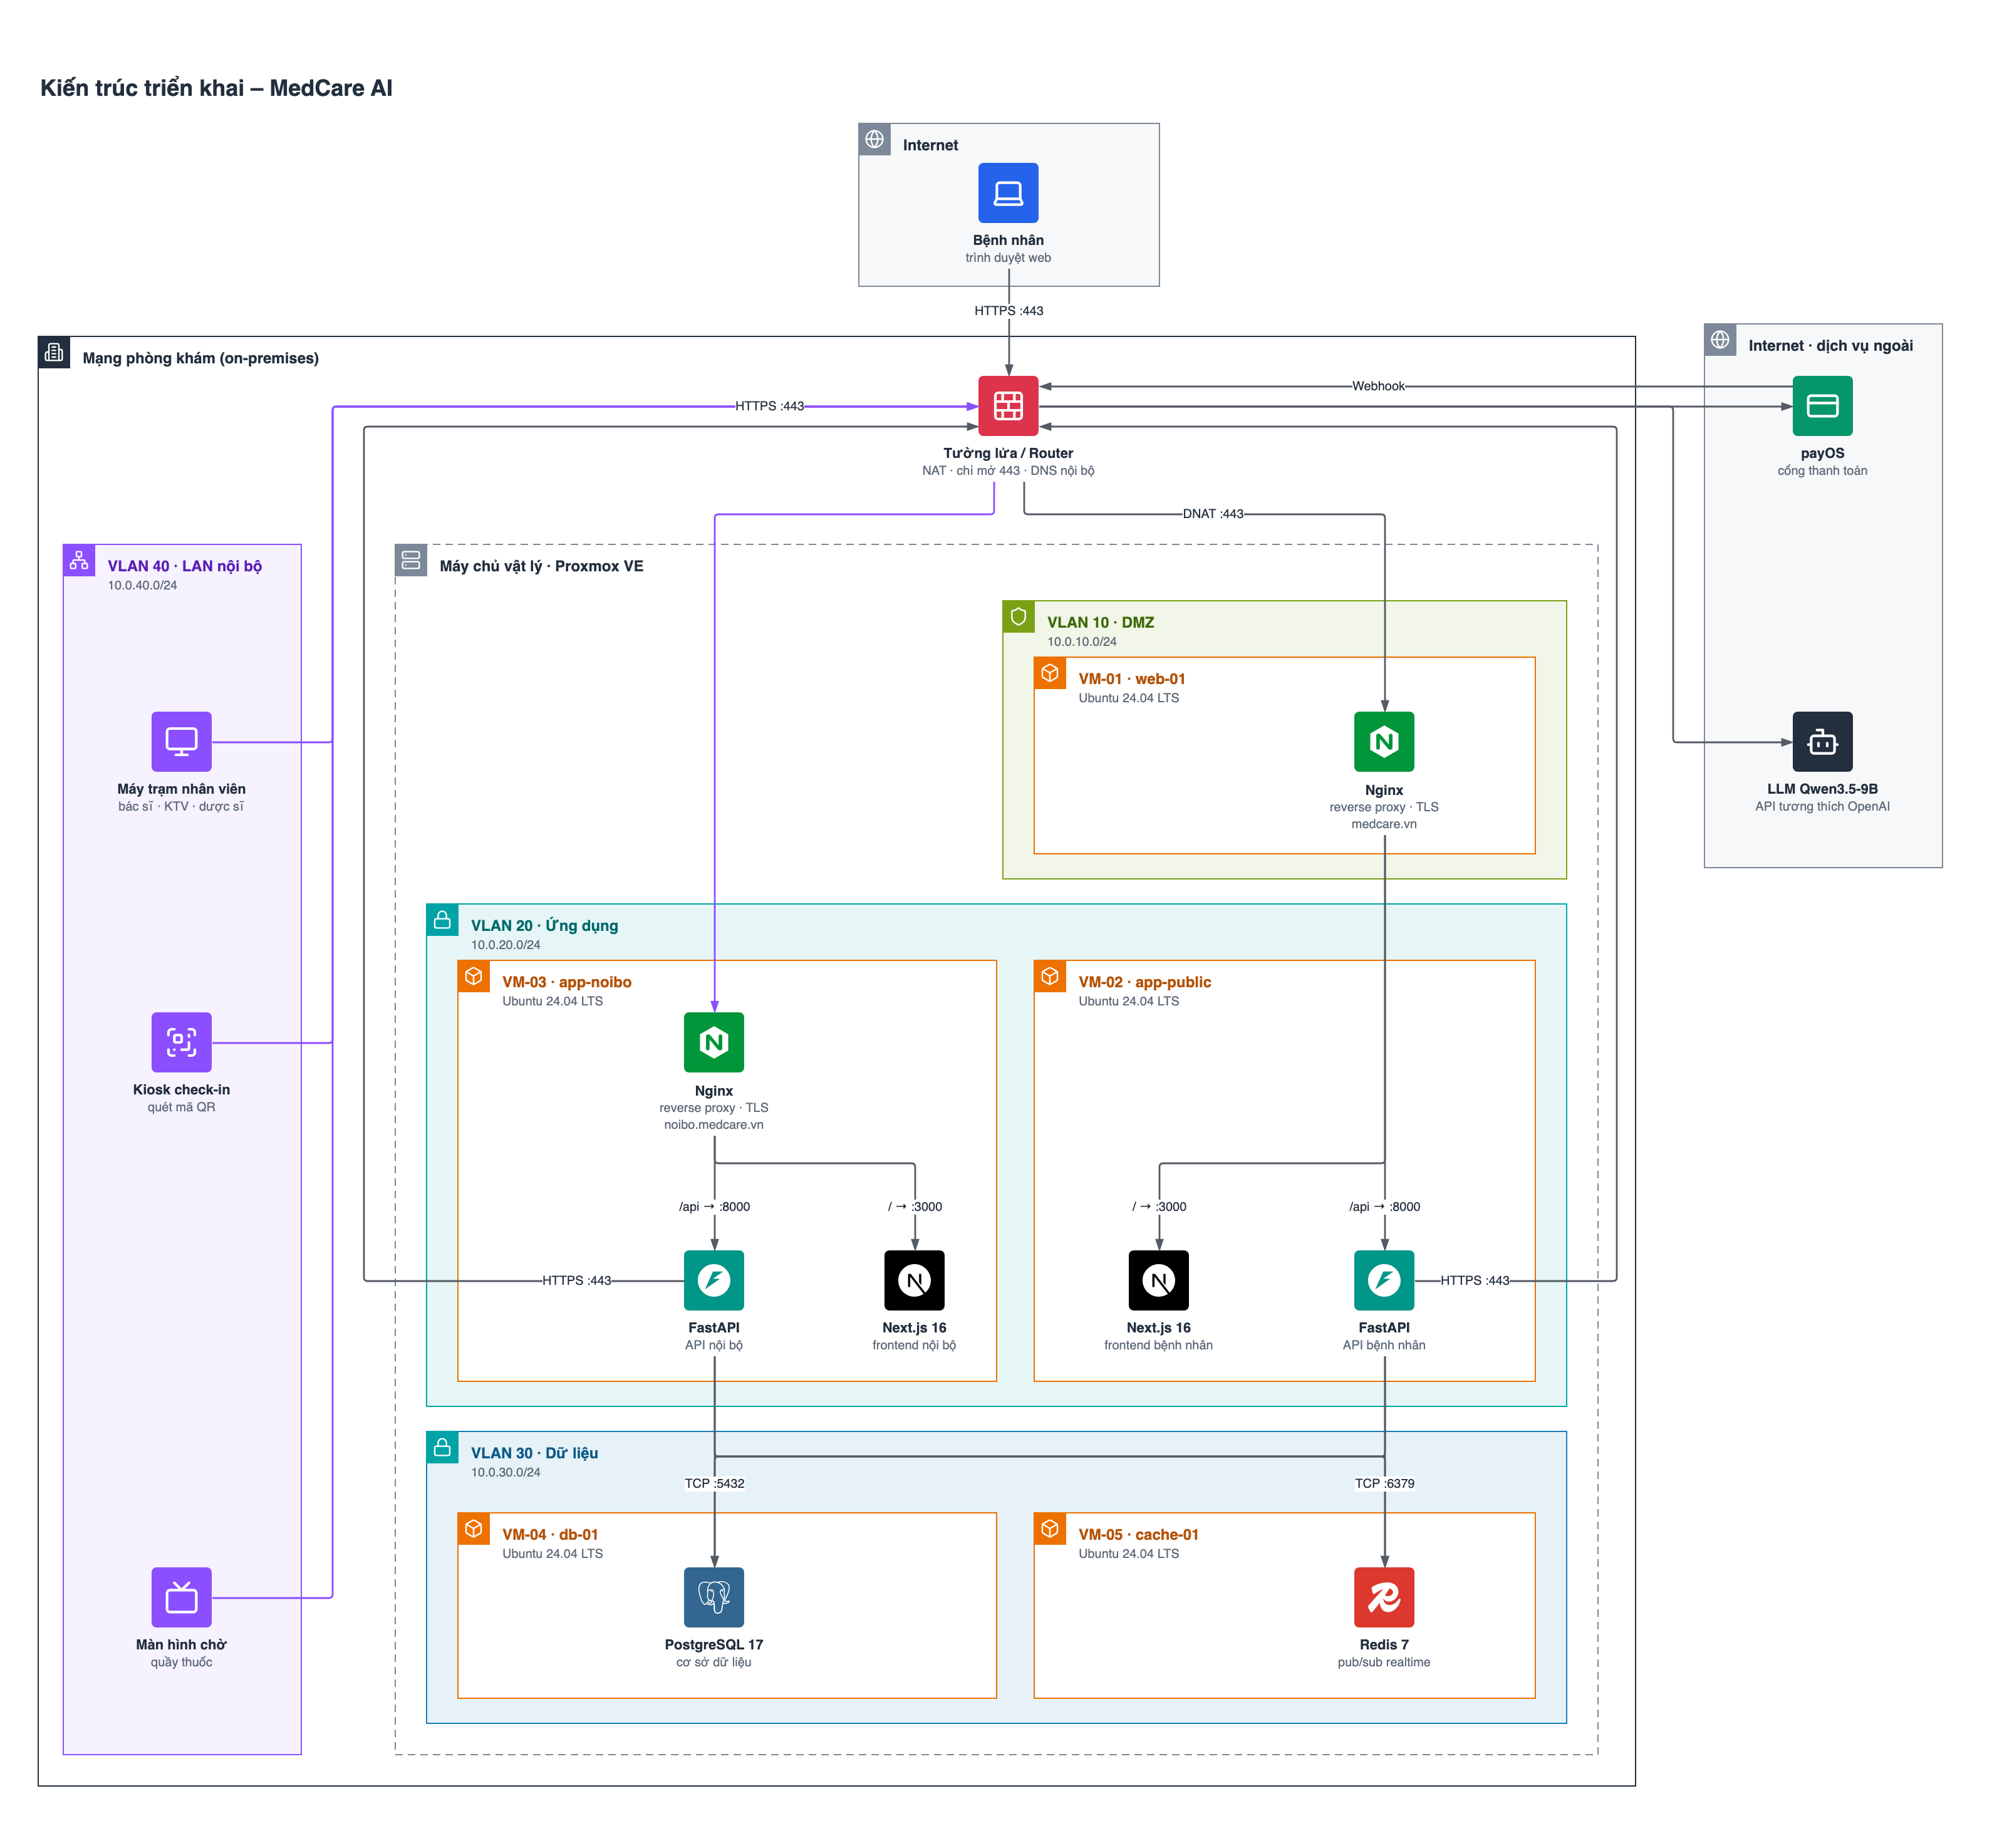 Kiến trúc triển khai – MedCare AI
Internet
Bệnh nhân
trình duyệt web
HTTPS :443
Mạng phòng khám (on-premises)
Internet · dịch vụ ngoài
Webhook
HTTPS :443
Tường lửa / Router
NAT · chỉ mở 443 · DNS nội bộ
payOS
cổng thanh toán
DNAT :443
VLAN 40 · LAN nội bộ
10.0.40.0/24
Máy chủ vật lý · Proxmox VE
VLAN 10 · DMZ
10.0.10.0/24
VM-01 · web-01
Ubuntu 24.04 LTS
Máy trạm nhân viên
bác sĩ · KTV · dược sĩ
Nginx
reverse proxy · TLS
medcare.vn
LLM Qwen3.5-9B
API tương thích OpenAI
VLAN 20 · Ứng dụng
10.0.20.0/24
VM-03 · app-noibo
Ubuntu 24.04 LTS
VM-02 · app-public
Ubuntu 24.04 LTS
Kiosk check-in
quét mã QR
Nginx
reverse proxy · TLS
noibo.medcare.vn
/api → :8000
/ → :3000
/ → :3000
/api → :8000
HTTPS :443
HTTPS :443
FastAPI
API nội bộ
Next.js 16
frontend nội bộ
Next.js 16
frontend bệnh nhân
FastAPI
API bệnh nhân
VLAN 30 · Dữ liệu
10.0.30.0/24
TCP :5432
TCP :6379
VM-04 · db-01
Ubuntu 24.04 LTS
VM-05 · cache-01
Ubuntu 24.04 LTS
Màn hình chờ
quầy thuốc
PostgreSQL 17
cơ sở dữ liệu
Redis 7
pub/sub realtime